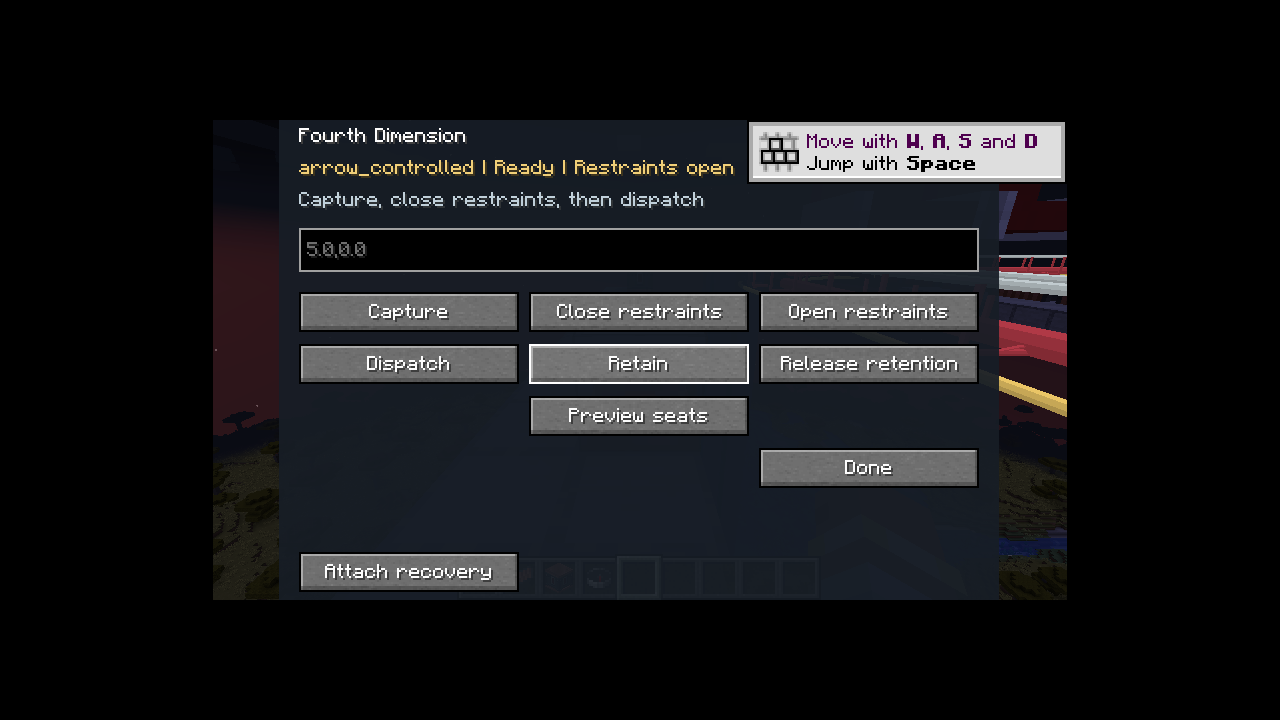 Fourth Dimension
arrow_controlled | Ready | Restraints open
Capture, close restraints, then dispatch
Move with W, A, S and D
Jump with Space
5.0,0.0
Capture
Close restraints
Open restraints
Dispatch
Retain
Release retention
Preview seats
Done
Attach recovery